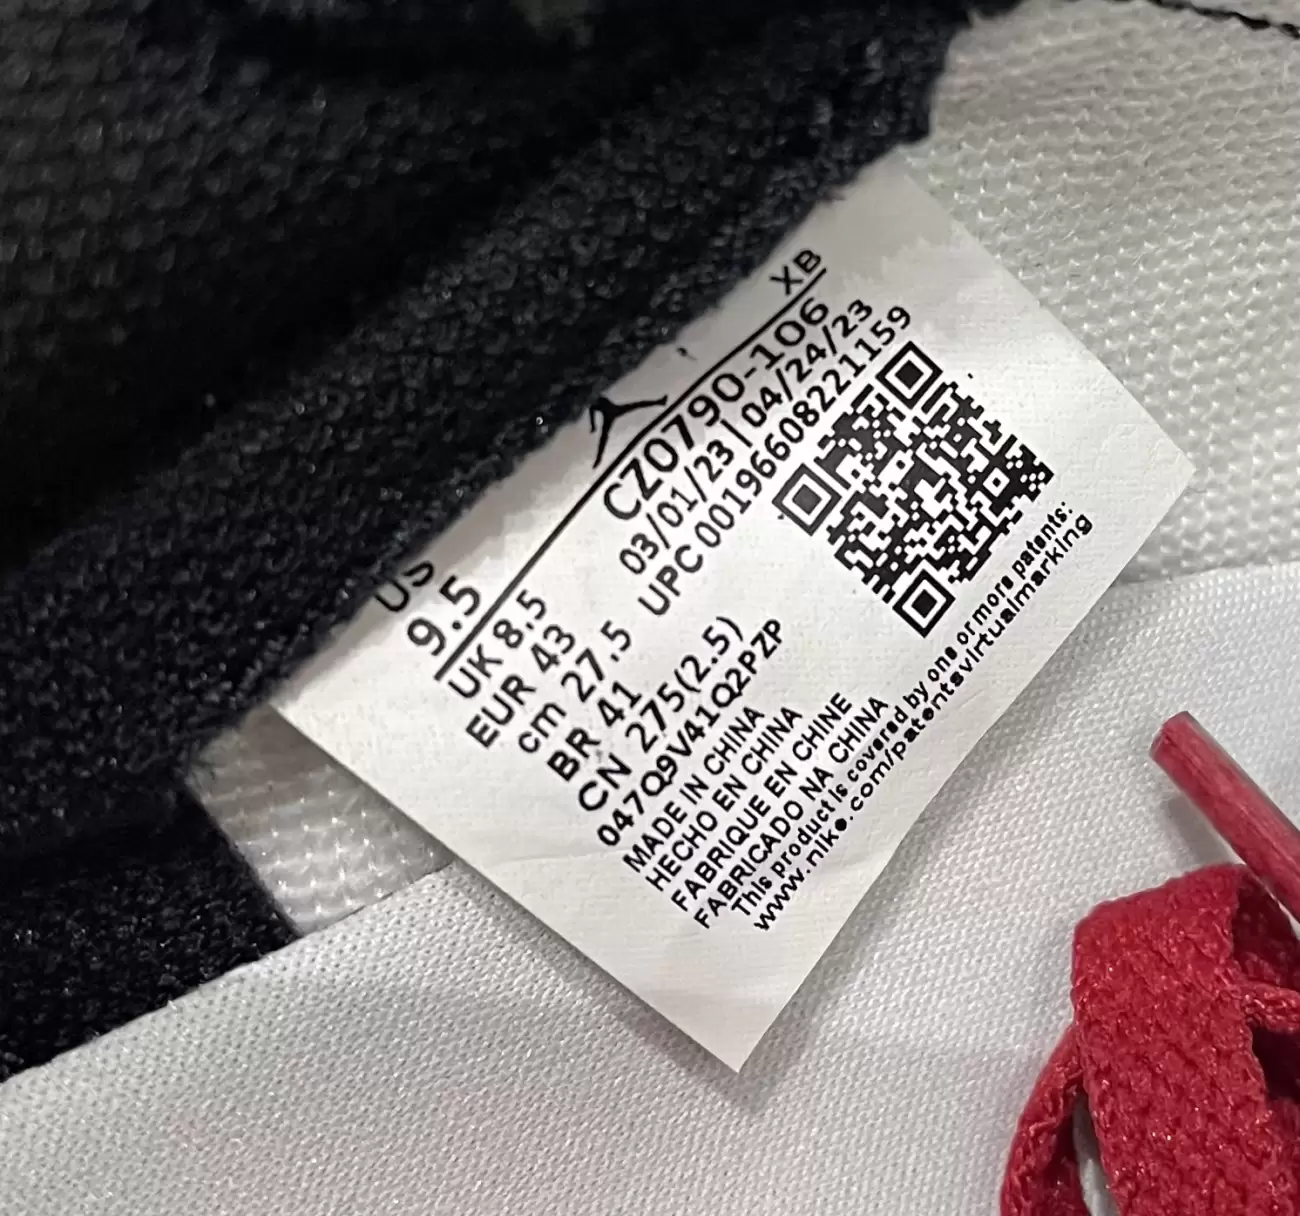 US
9.5
XB
UK 8.5
EUR 43
cm 27.5
BR 41
CN 275(2.5)
CZ0790-106
03/01/23 | 04/24/23
UPC 00196608221159
047Q9V41Q2PZP
MADE IN CHINA
HECHO EN CHINA
FABRIQUE EN CHINE
FABRICADO NA CHINA
This product is covered by one or more patents:
www.nike.com/patentsvirtualmarking